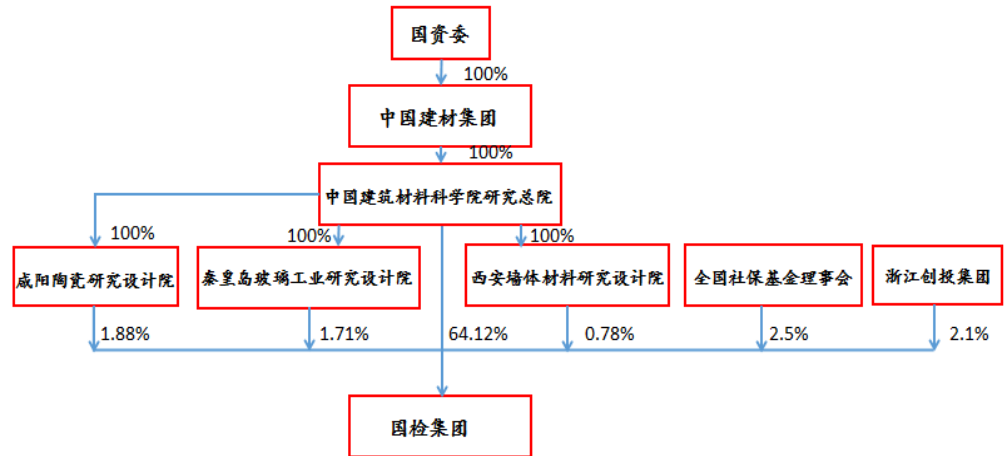 国资委
100%
中国建材集团
100%
中国建筑材料科学院研究总院
100%
100%
100%
咸阳陶瓷研究设计院
秦皇岛玻璃工业研究设计院
西安墙体材料研究设计院
全国社保基金理事会
浙江创投集团
1.88%
1.71%
64.12%
0.78%
2.5%
2.1%
国检集团